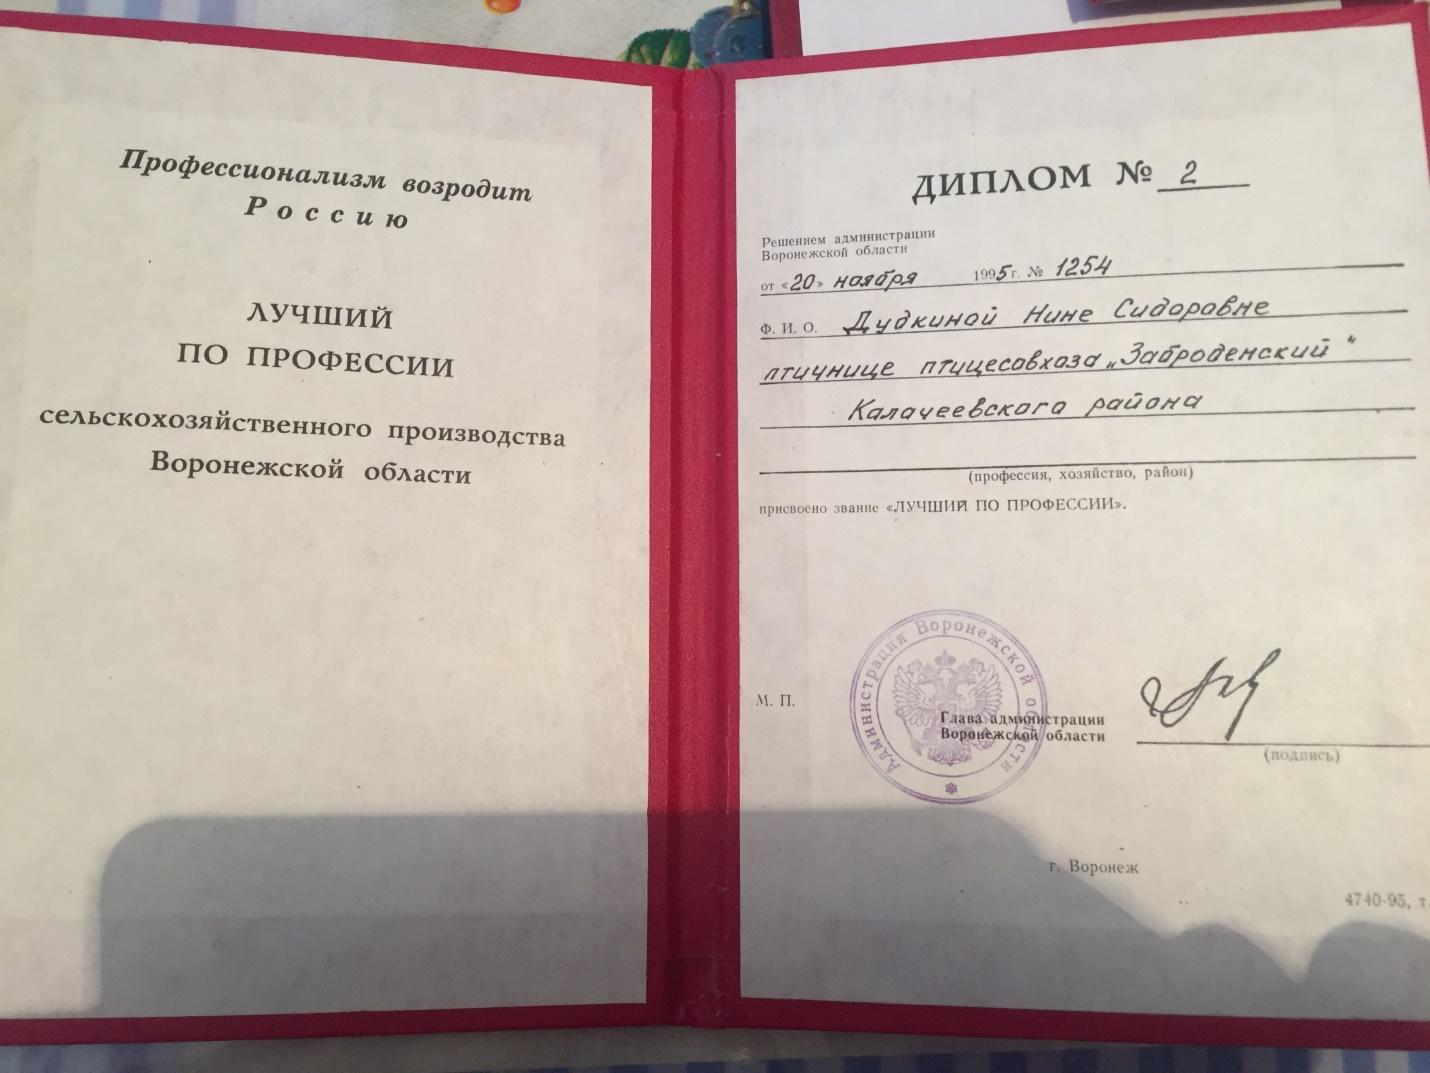 Профессионализм возродит
Россию
ЛУЧШИЙ
ПО ПРОФЕССИИ
сельскохозяйственного производства
Воронежской области
ДИПЛОМ № 2
Решением администрации
Воронежской области
от «20» ноября 1995 г. № 1254
Ф. И. О. Дудкиной Нине Сидоровне
птичнице птицесовхоза „Заброденский"
Калачеевского района
(профессия, хозяйство, район)
присвоено звание «ЛУЧШИЙ ПО ПРОФЕССИИ».
Администрация Воронежской области
М. П.
Глава администрации
Воронежской области
(подпись)
г. Воронеж
4740-95, т.